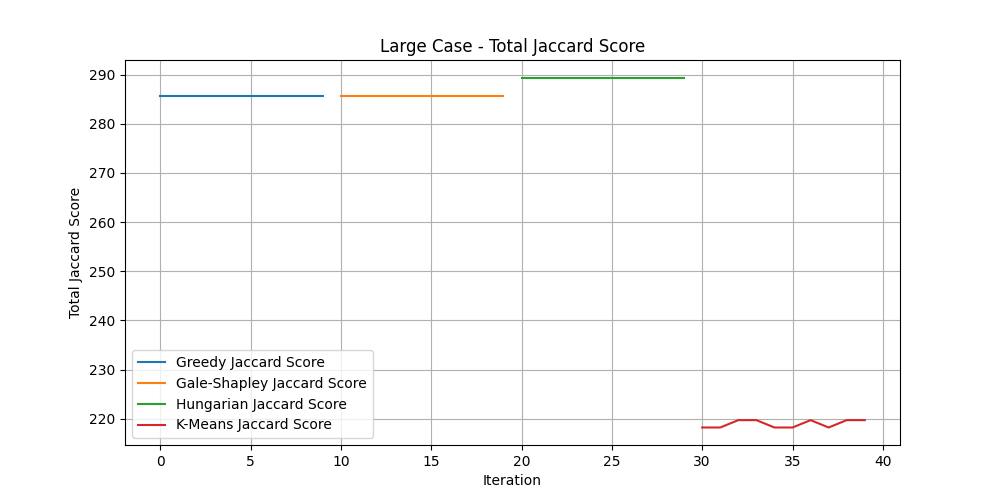 Large Case - Total Jaccard Score
Total Jaccard Score
290
280
270
260
250
240
230
220
Greedy Jaccard Score
Gale-Shapley Jaccard Score
Hungarian Jaccard Score
K-Means Jaccard Score
0 5 10 15 20 25 30 35 40
Iteration